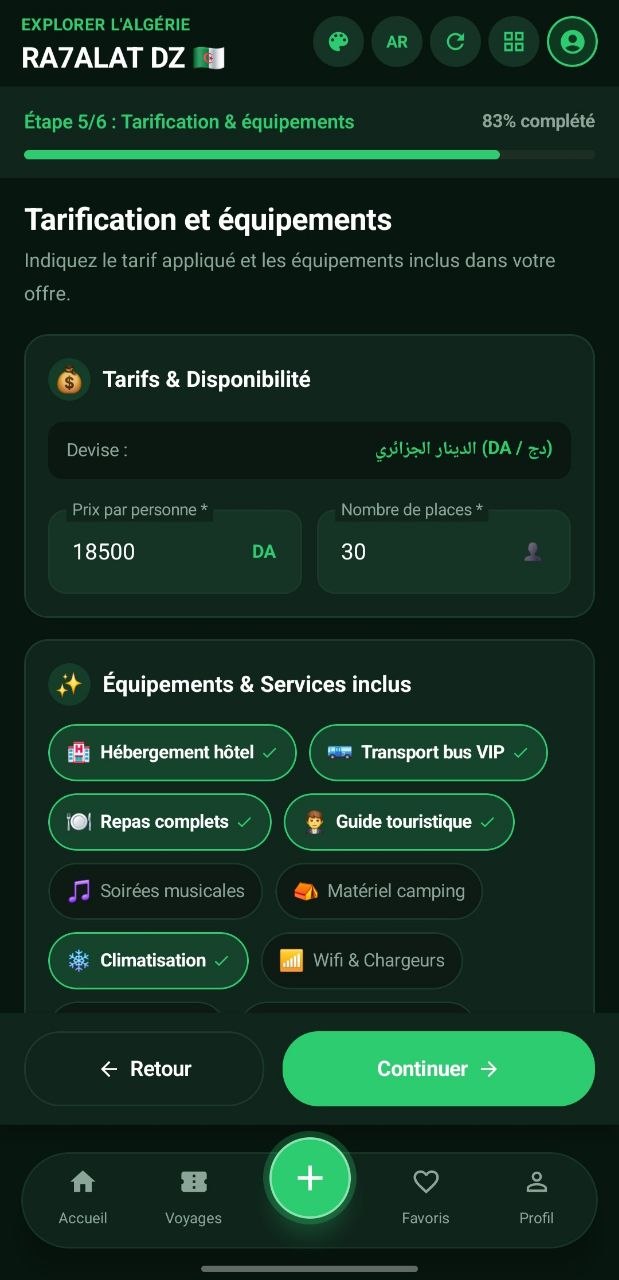 EXPLORER L'ALGÉRIE
RA7ALAT DZ 🇩🇿
AR
Étape 5/6 : Tarification & équipements
83% complété
Tarification et équipements
Indiquez le tarif appliqué et les équipements inclus dans votre
offre.
Tarifs & Disponibilité
Devise :
الدينار الجزائري (DA / دج)
Prix par personne *
Nombre de places *
18500 DA
30
Équipements & Services inclus
Hébergement hôtel ✓
Transport bus VIP ✓
Repas complets ✓
Guide touristique ✓
Soirées musicales
Matériel camping
Climatisation ✓
Wifi & Chargeurs
← Retour
Continuer →
Accueil
Voyages
+
Favoris
Profil